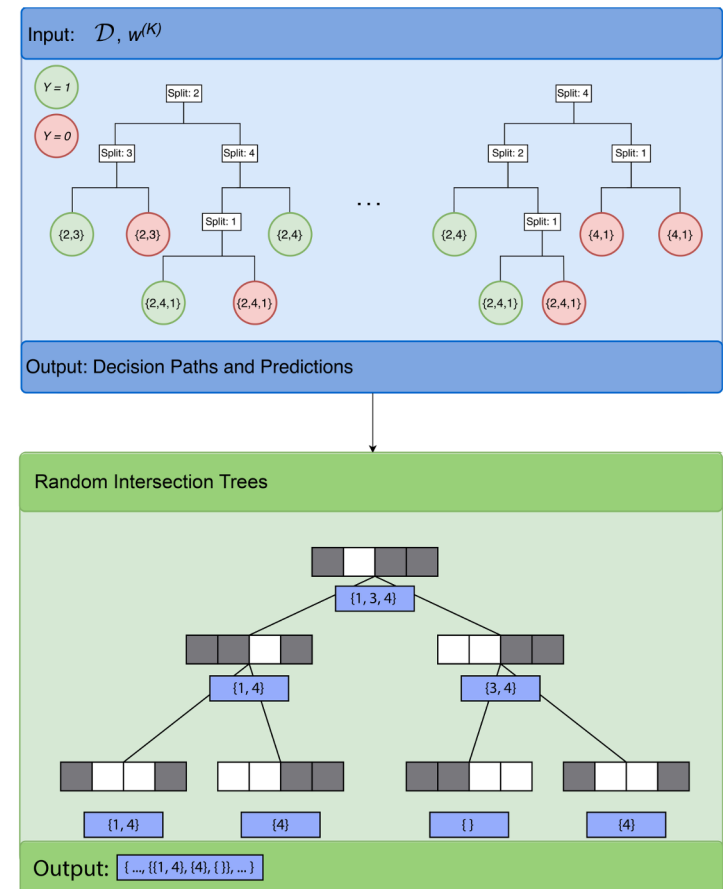 Input: 𝒟, w^(K)
Y = 1
Y = 0
Split: 2
Split: 4
Split: 3
Split: 4
Split: 2
Split: 1
{2,3}
{2,3}
Split: 1
{2,4}
...
{2,4}
Split: 1
{4,1}
{4,1}
{2,4,1}
{2,4,1}
{2,4,1}
{2,4,1}
Output: Decision Paths and Predictions
Random Intersection Trees
{1, 3, 4}
{1, 4}
{3, 4}
{1, 4}
{4}
{ }
{4}
Output: { ..., {{1, 4}, {4}, { }}, ... }